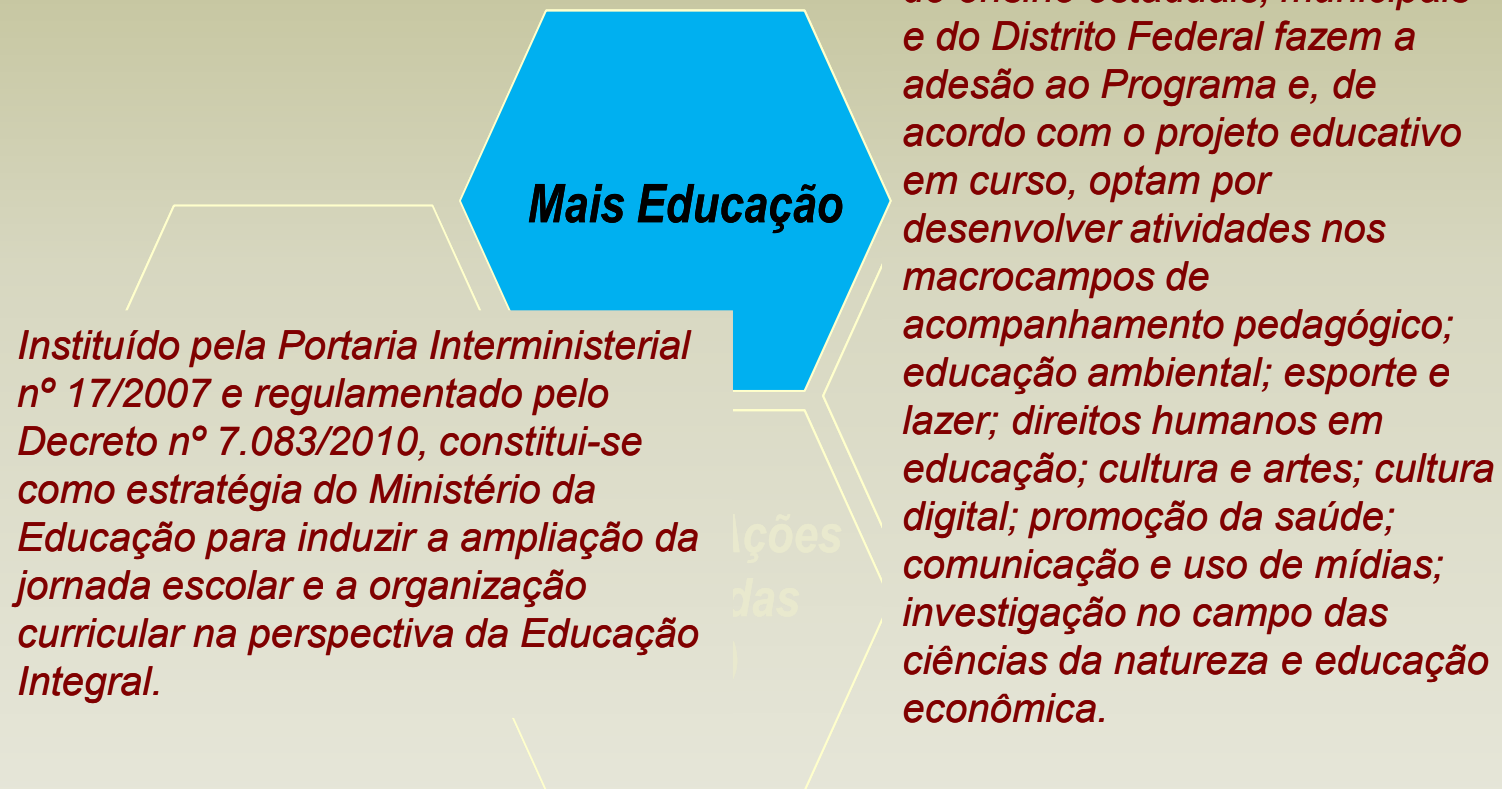 Mais Educação
Instituído pela Portaria Interministerial
nº 17/2007 e regulamentado pelo
Decreto nº 7.083/2010, constitui-se
como estratégia do Ministério da
Educação para induzir a ampliação da
jornada escolar e a organização
curricular na perspectiva da Educação
Integral.
de ensino estaduais, municipais
e do Distrito Federal fazem a
adesão ao Programa e, de
acordo com o projeto educativo
em curso, optam por
desenvolver atividades nos
macrocampos de
acompanhamento pedagógico;
educação ambiental; esporte e
lazer; direitos humanos em
educação; cultura e artes; cultura
digital; promoção da saúde;
comunicação e uso de mídias;
investigação no campo das
ciências da natureza e educação
econômica.